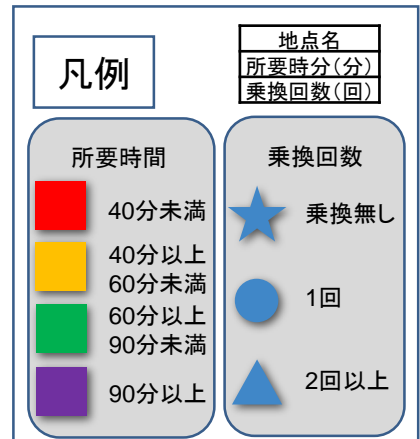 凡例
地点名
所要時分(分)
乗換回数(回)
所要時間
40分未満
40分以上
60分未満
60分以上
90分未満
90分以上
乗換回数
乗換無し
1回
2回以上